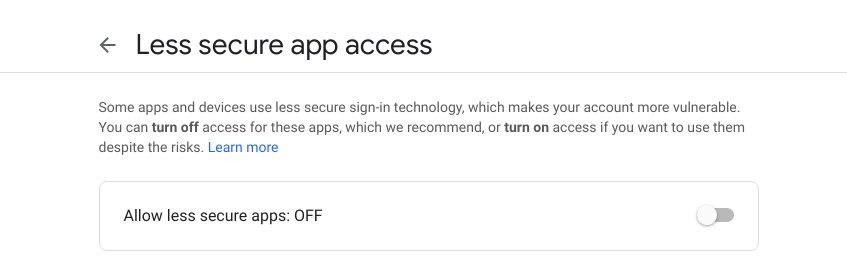 Less secure app access
Some apps and devices use less secure sign-in technology, which makes your account more vulnerable.
You can turn off access for these apps, which we recommend, or turn on access if you want to use them
despite the risks. Learn more
Allow less secure apps: OFF